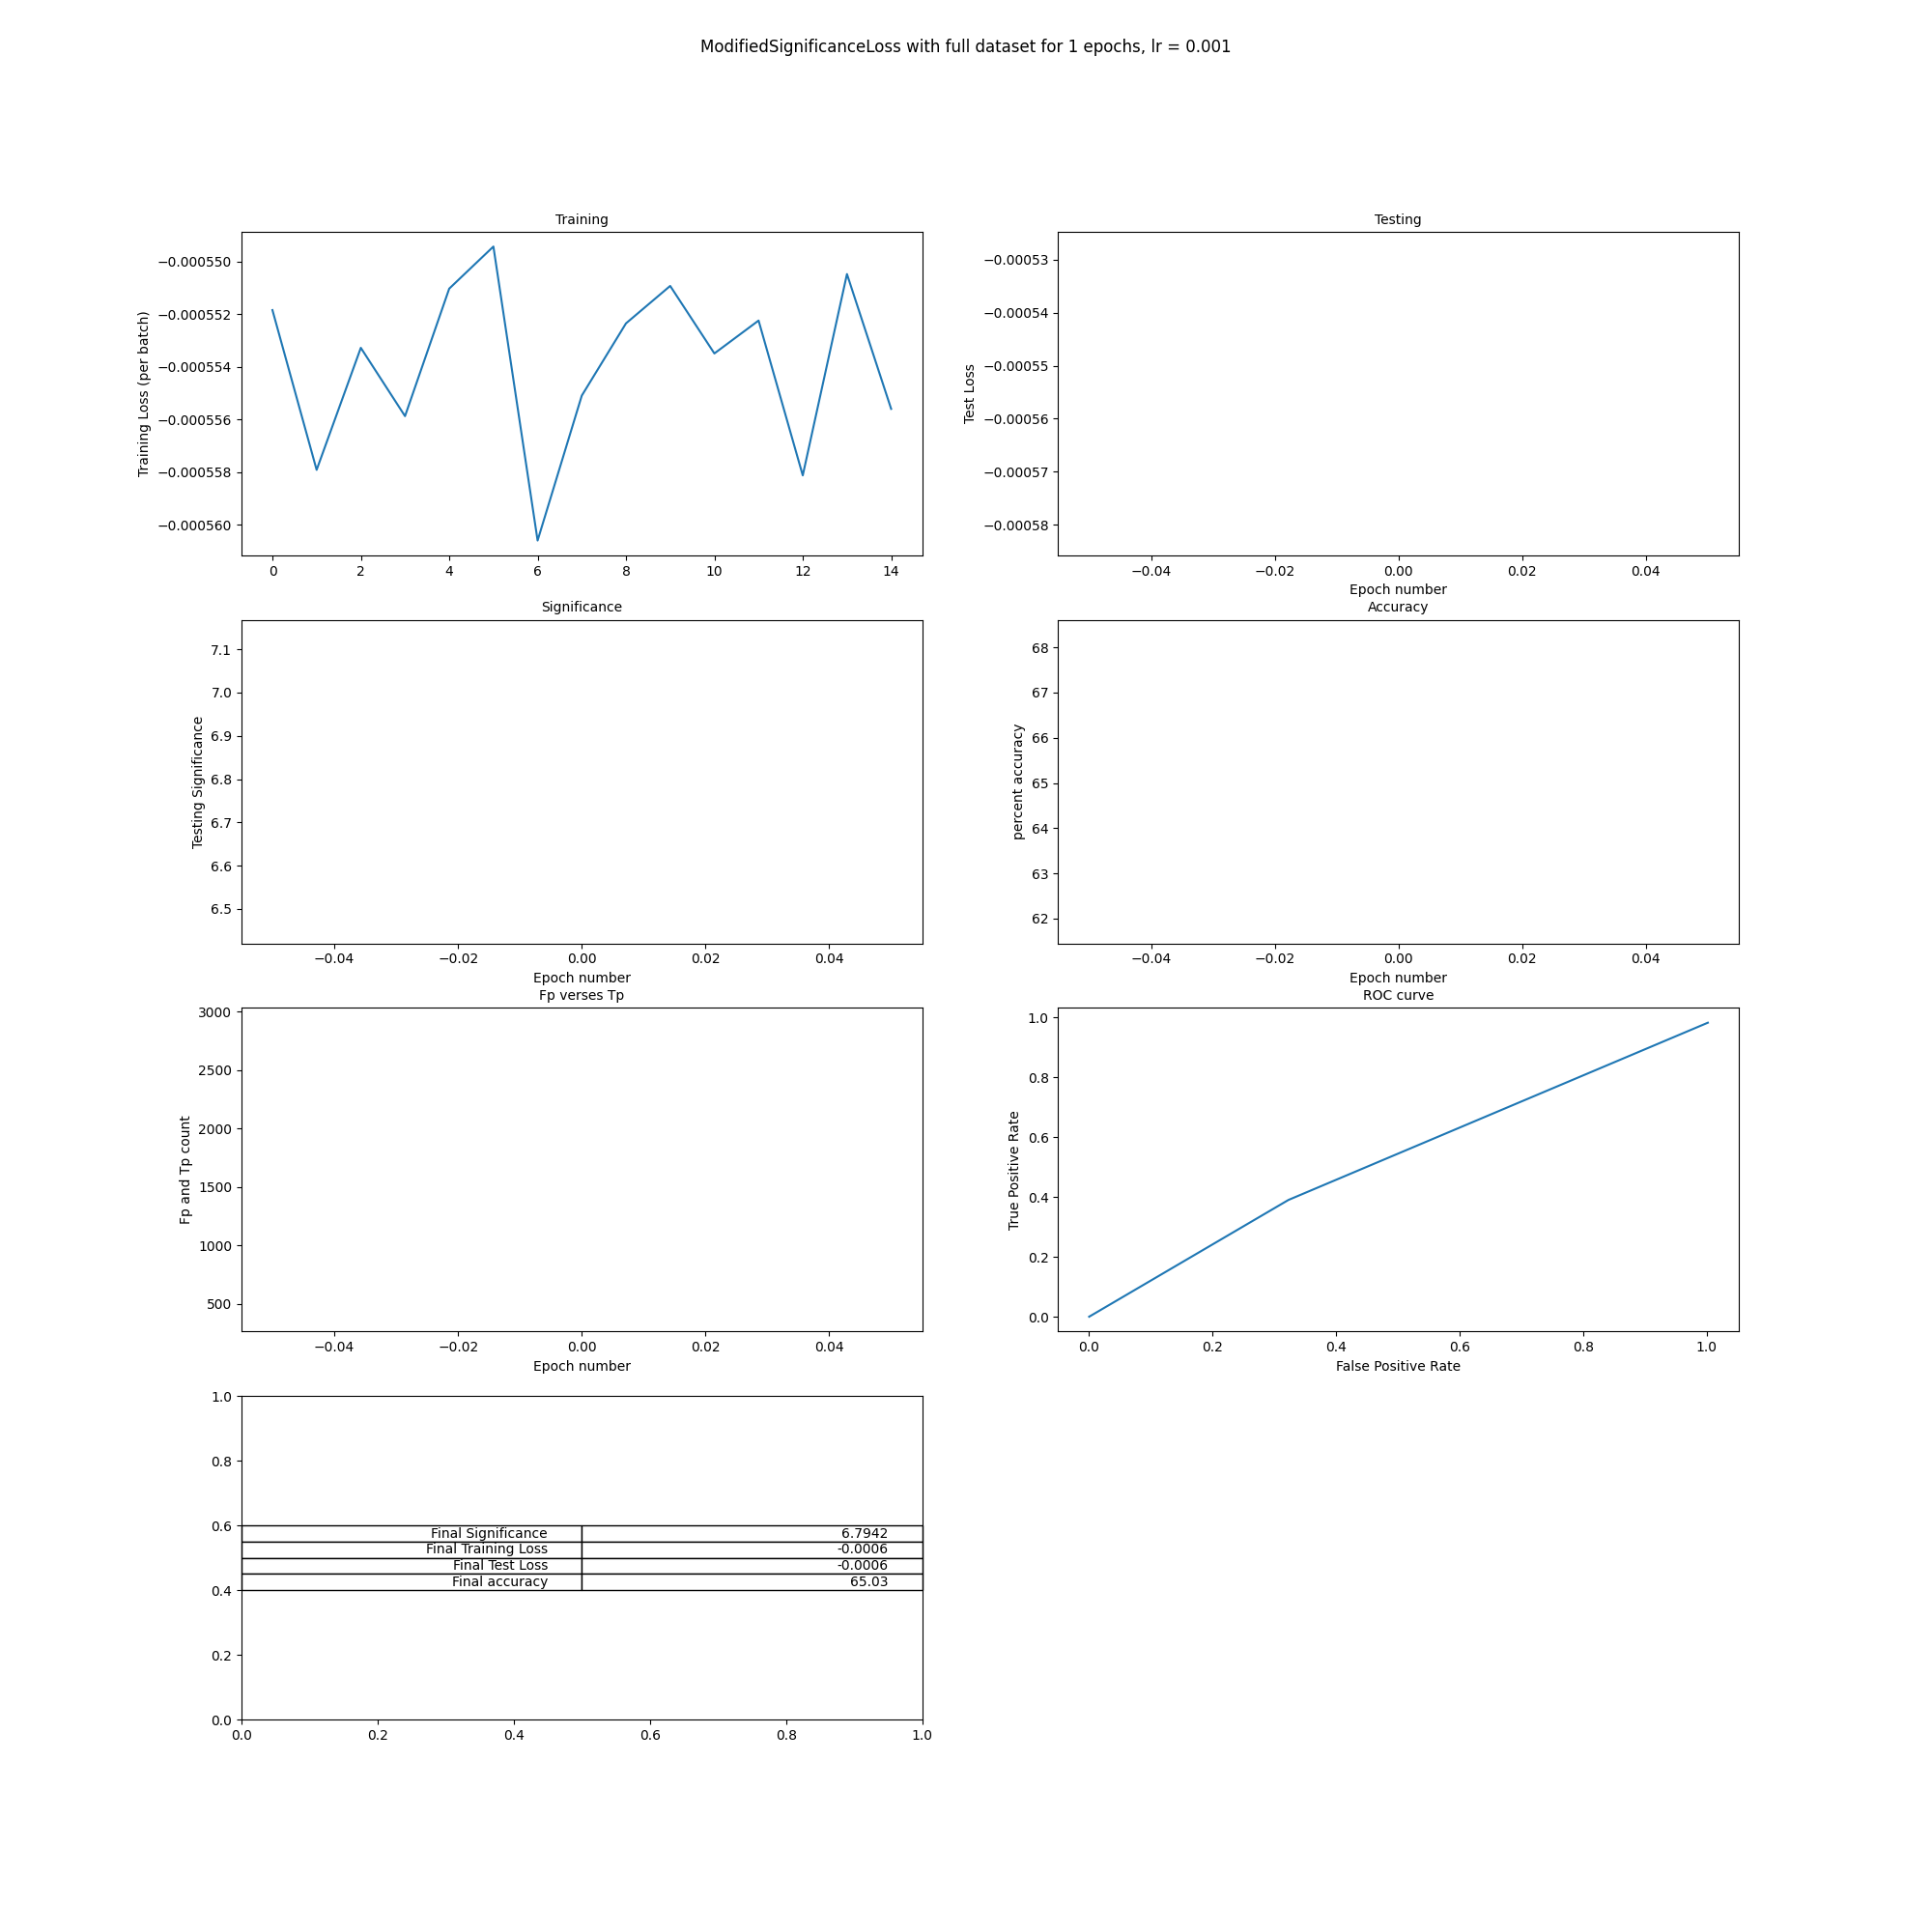 ModifiedSignificanceLoss with full dataset for 1 epochs, lr = 0.001
Training
Training Loss (per batch)
−0.000550
−0.000552
−0.000554
−0.000556
−0.000558
−0.000560
0 2 4 6 8 10 12 14
Testing
Test Loss
−0.00053
−0.00054
−0.00055
−0.00056
−0.00057
−0.00058
−0.04 −0.02 0.00 0.02 0.04
Epoch number
Significance
Testing Significance
7.1
7.0
6.9
6.8
6.7
6.6
6.5
−0.04 −0.02 0.00 0.02 0.04
Epoch number
Accuracy
percent accuracy
68
67
66
65
64
63
62
−0.04 −0.02 0.00 0.02 0.04
Epoch number
Fp verses Tp
Fp and Tp count
3000
2500
2000
1500
1000
500
−0.04 −0.02 0.00 0.02 0.04
Epoch number
ROC curve
True Positive Rate
1.0
0.8
0.6
0.4
0.2
0.0
0.0 0.2 0.4 0.6 0.8 1.0
False Positive Rate
1.0
0.8
0.6
0.4
0.2
0.0
Final Significance 6.7942
Final Training Loss -0.0006
Final Test Loss -0.0006
Final accuracy 65.03
0.0 0.2 0.4 0.6 0.8 1.0